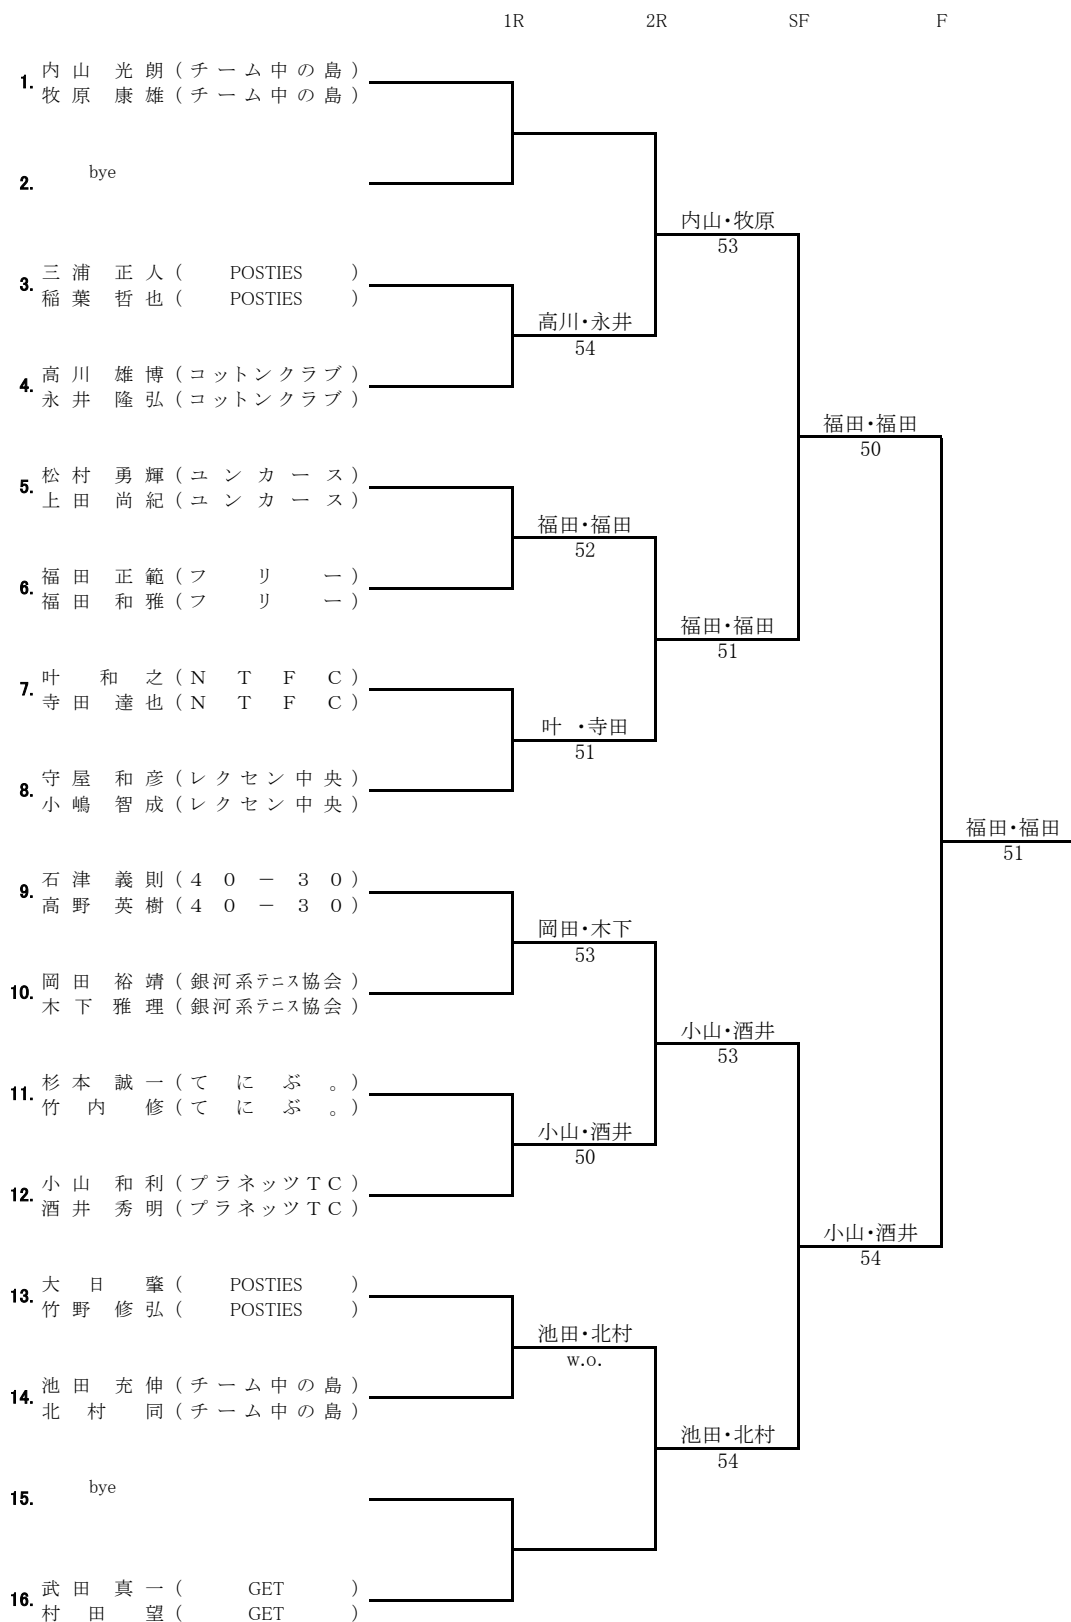 1R 2R SF F
1. 内山 光朗(チーム中の島)
牧原 康雄(チーム中の島)
2. bye
内山・牧原
53
3. 三浦 正人( POSTIES )
稲葉 哲也( POSTIES )
高川・永井
54
4. 高川 雄博(コットンクラブ)
永井 隆弘(コットンクラブ)
福田・福田
50
5. 松村 勇輝(ユンカース)
上田 尚紀(ユンカース)
福田・福田
52
6. 福田 正範(フリー)
福田 和雅(フリー)
福田・福田
51
7. 叶 和之(NTFC)
寺田 達也(NTFC)
叶 ・寺田
51
8. 守屋 和彦(レクセン中央)
小嶋 智成(レクセン中央)
福田・福田
51
9. 石津 義則(40-30)
高野 英樹(40-30)
岡田・木下
53
10. 岡田 裕靖(銀河系テニス協会)
木下 雅理(銀河系テニス協会)
小山・酒井
53
11. 杉本 誠一(てにぶ。)
竹内 修(てにぶ。)
小山・酒井
50
12. 小山 和利(プラネッツTC)
酒井 秀明(プラネッツTC)
小山・酒井
54
13. 大日 肇( POSTIES )
竹野 修弘( POSTIES )
池田・北村
w.o.
14. 池田 充伸(チーム中の島)
北村 同(チーム中の島)
池田・北村
54
15. bye
16. 武田 真一( GET )
村田 望( GET )